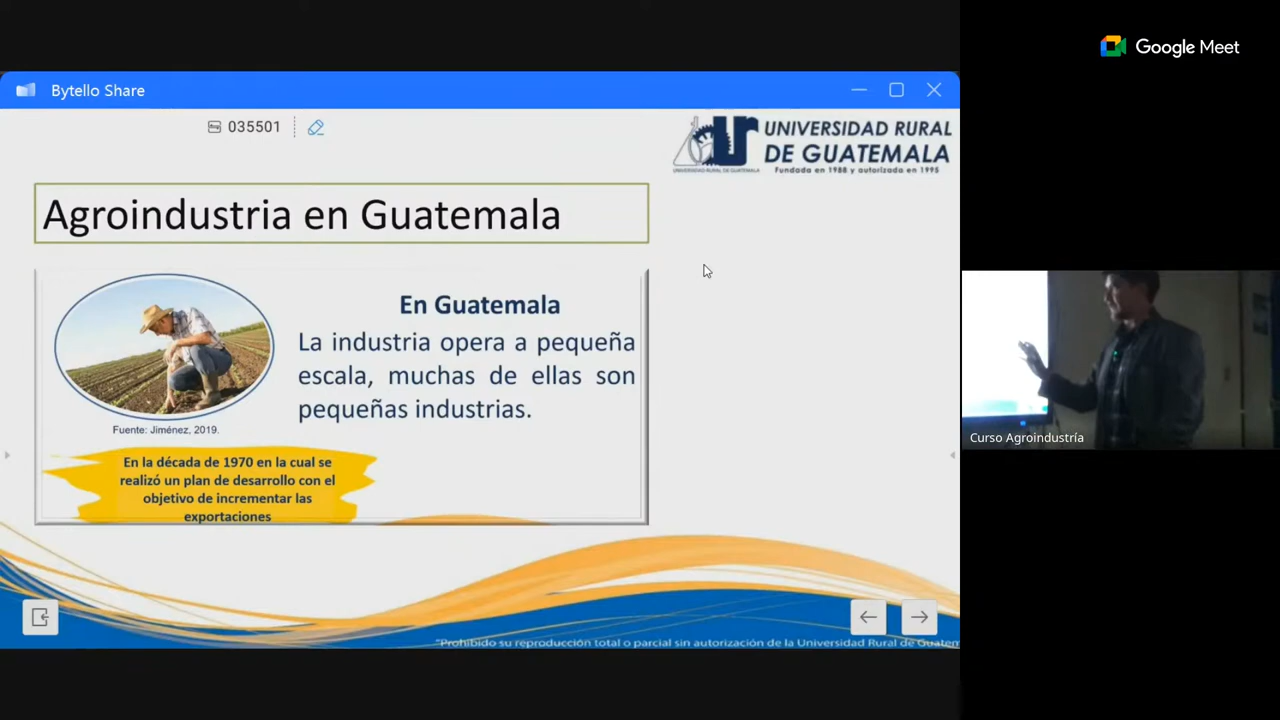 Google Meet
Bytello Share
035501
UNIVERSIDAD RURAL
DE GUATEMALA
Fundada en 1988 y autorizada en 1995
UNIVERSIDAD RURAL DE GUATEMALA
Agroindustria en Guatemala
En Guatemala
La industria opera a pequeña
escala, muchas de ellas son
pequeñas industrias.
Fuente: Jiménez, 2019.
En la década de 1970 en la cual se
realizó un plan de desarrollo con el
objetivo de incrementar las
exportaciones
Curso Agroindustría
"Prohibido su reproducción total o parcial sin autorización de la Universidad Rural de Guatem